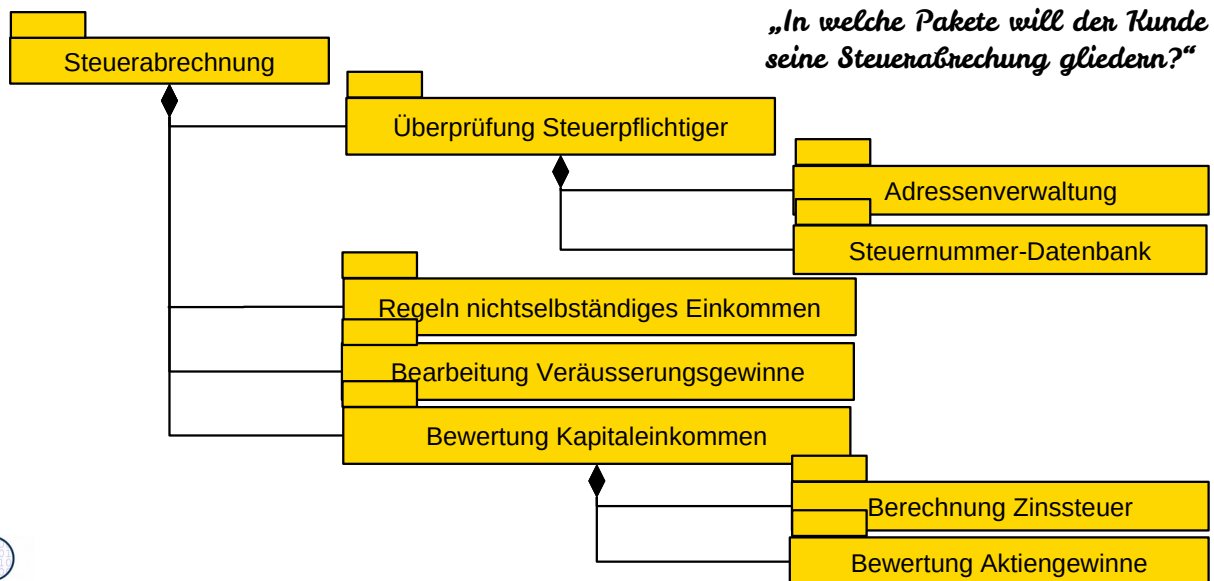 „In welche Pakete will der Kunde
seine Steuerabrechung gliedern?“
Steuerabrechnung
Überprüfung Steuerpflichtiger
Adressenverwaltung
Steuernummer-Datenbank
Regeln nichtselbständiges Einkommen
Bearbeitung Veräusserungsgewinne
Bewertung Kapitaleinkommen
Berechnung Zinssteuer
Bewertung Aktiengewinne